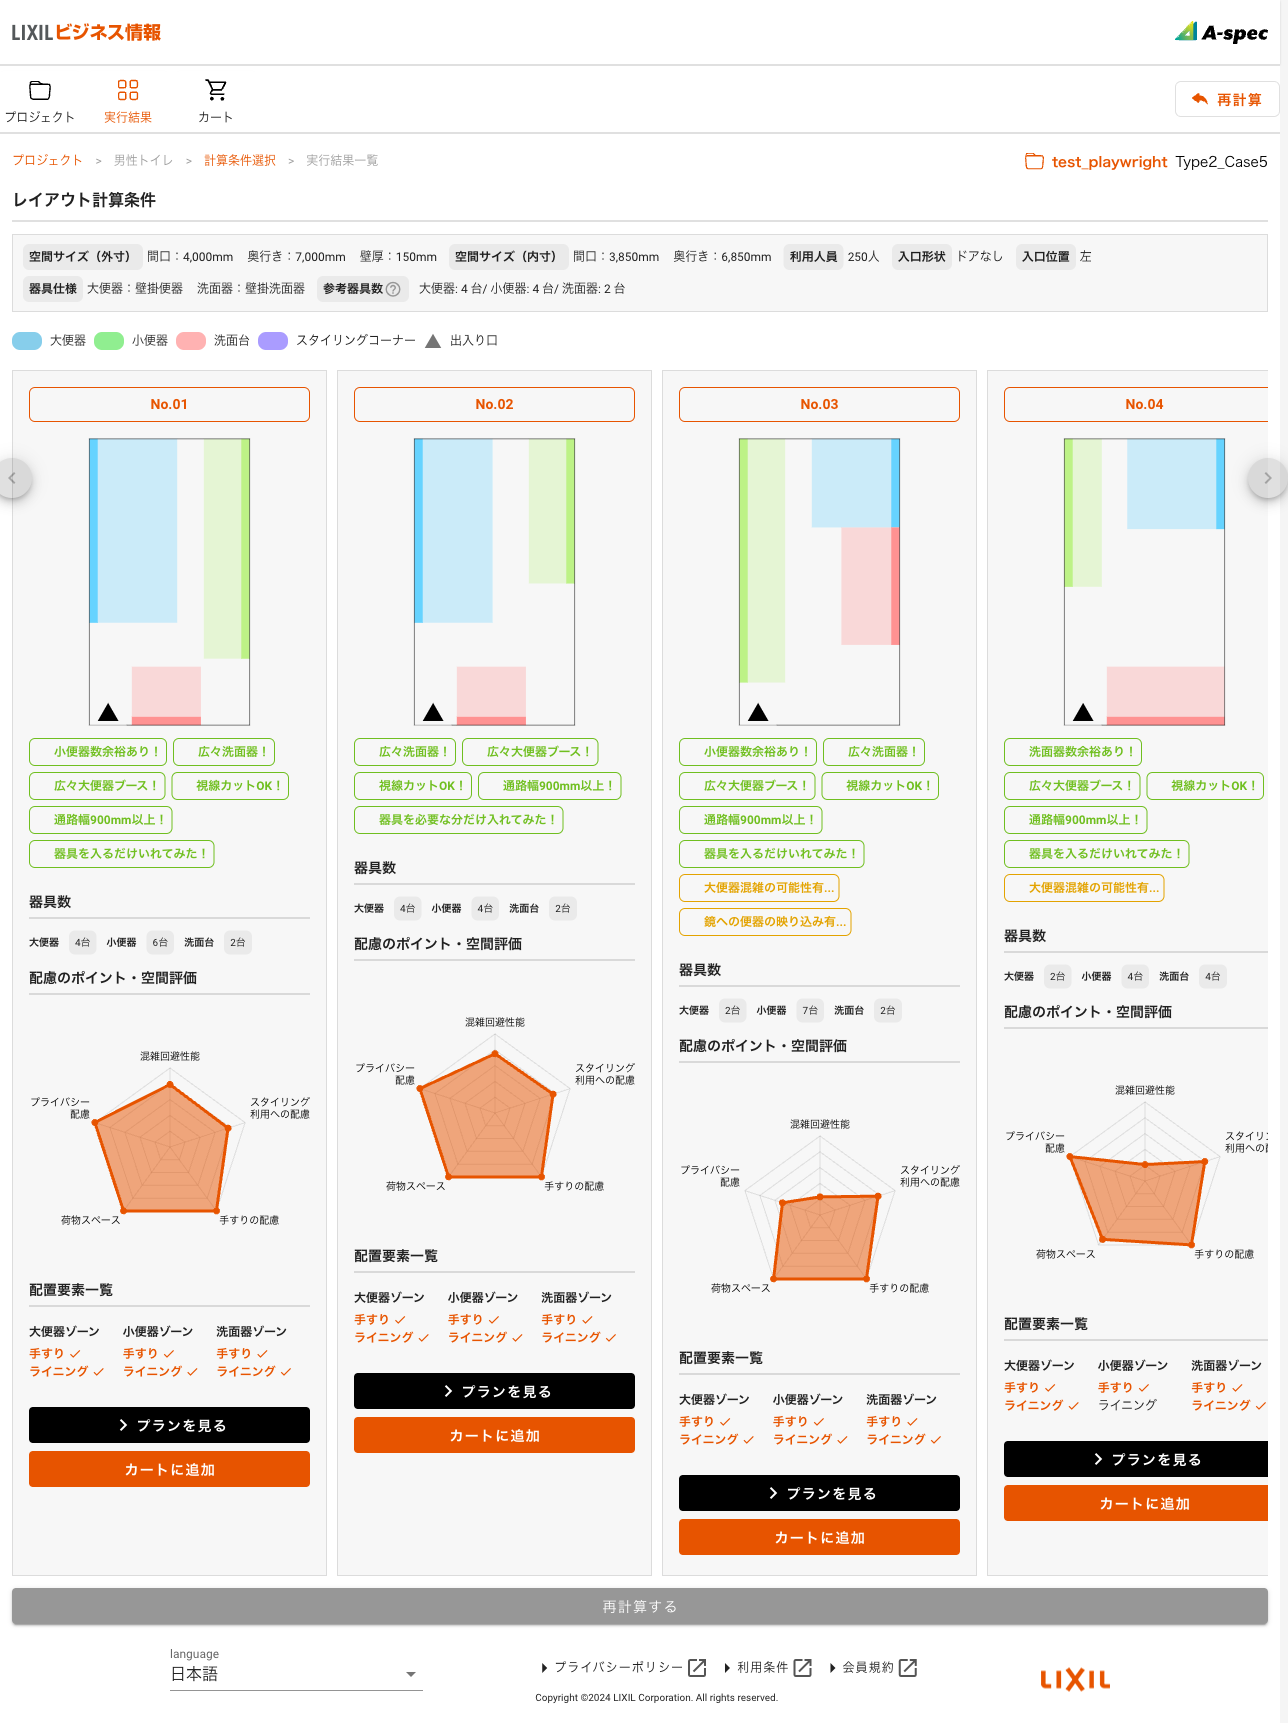 LIXILビジネス情報
A-spec
プロジェクト
実行結果
カート
再計算
プロジェクト > 男性トイレ > 計算条件選択 > 実行結果一覧
test_playwright Type2_Case5
レイアウト計算条件
空間サイズ（外寸） 間口：4,000mm 奥行き：7,000mm 壁厚：150mm 空間サイズ（内寸） 間口：3,850mm 奥行き：6,850mm 利用人員 250人 入口形状 ドアなし 入口位置 左
器具仕様 大便器：壁掛便器 洗面器：壁掛洗面器 参考器具数 大便器: 4 台/ 小便器: 4 台/ 洗面器: 2 台
大便器 小便器 洗面台 スタイリングコーナー 出入り口
No.01
小便器数余裕あり！ 広々洗面器！
広々大便器ブース！ 視線カットOK！
通路幅900mm以上！
器具を入るだけいれてみた！
器具数
大便器 4台 小便器 6台 洗面台 2台
配慮のポイント・空間評価
混雑回避性能
プライバシー
配慮
スタイリング
利用への配慮
荷物スペース
手すりの配慮
配置要素一覧
大便器ゾーン 小便器ゾーン 洗面器ゾーン
手すり 手すり 手すり
ライニング ライニング ライニング
プランを見る
カートに追加
No.02
広々洗面器！ 広々大便器ブース！
視線カットOK！ 通路幅900mm以上！
器具を必要な分だけ入れてみた！
器具数
大便器 4台 小便器 4台 洗面台 2台
配慮のポイント・空間評価
混雑回避性能
プライバシー
配慮
スタイリング
利用への配慮
荷物スペース
手すりの配慮
配置要素一覧
大便器ゾーン 小便器ゾーン 洗面器ゾーン
手すり 手すり 手すり
ライニング ライニング ライニング
プランを見る
カートに追加
No.03
小便器数余裕あり！ 広々洗面器！
広々大便器ブース！ 視線カットOK！
通路幅900mm以上！
器具を入るだけいれてみた！
大便器混雑の可能性有...
鏡への便器の映り込み有...
器具数
大便器 2台 小便器 7台 洗面台 2台
配慮のポイント・空間評価
混雑回避性能
プライバシー
配慮
スタイリング
利用への配慮
荷物スペース
手すりの配慮
配置要素一覧
大便器ゾーン 小便器ゾーン 洗面器ゾーン
手すり 手すり 手すり
ライニング ライニング ライニング
プランを見る
カートに追加
No.04
洗面器数余裕あり！
広々大便器ブース！ 視線カットOK！
通路幅900mm以上！
器具を入るだけいれてみた！
大便器混雑の可能性有...
器具数
大便器 2台 小便器 4台 洗面台 4台
配慮のポイント・空間評価
混雑回避性能
プライバシー
配慮
スタイリン
利用への
荷物スペース
手すりの配慮
配置要素一覧
大便器ゾーン 小便器ゾーン 洗面器ゾーン
手すり 手すり 手すり
ライニング ライニング ライニング
プランを見る
カートに追加
再計算する
language
日本語
プライバシーポリシー 利用条件 会員規約
Copyright ©2024 LIXIL Corporation. All rights reserved.
LIXIL